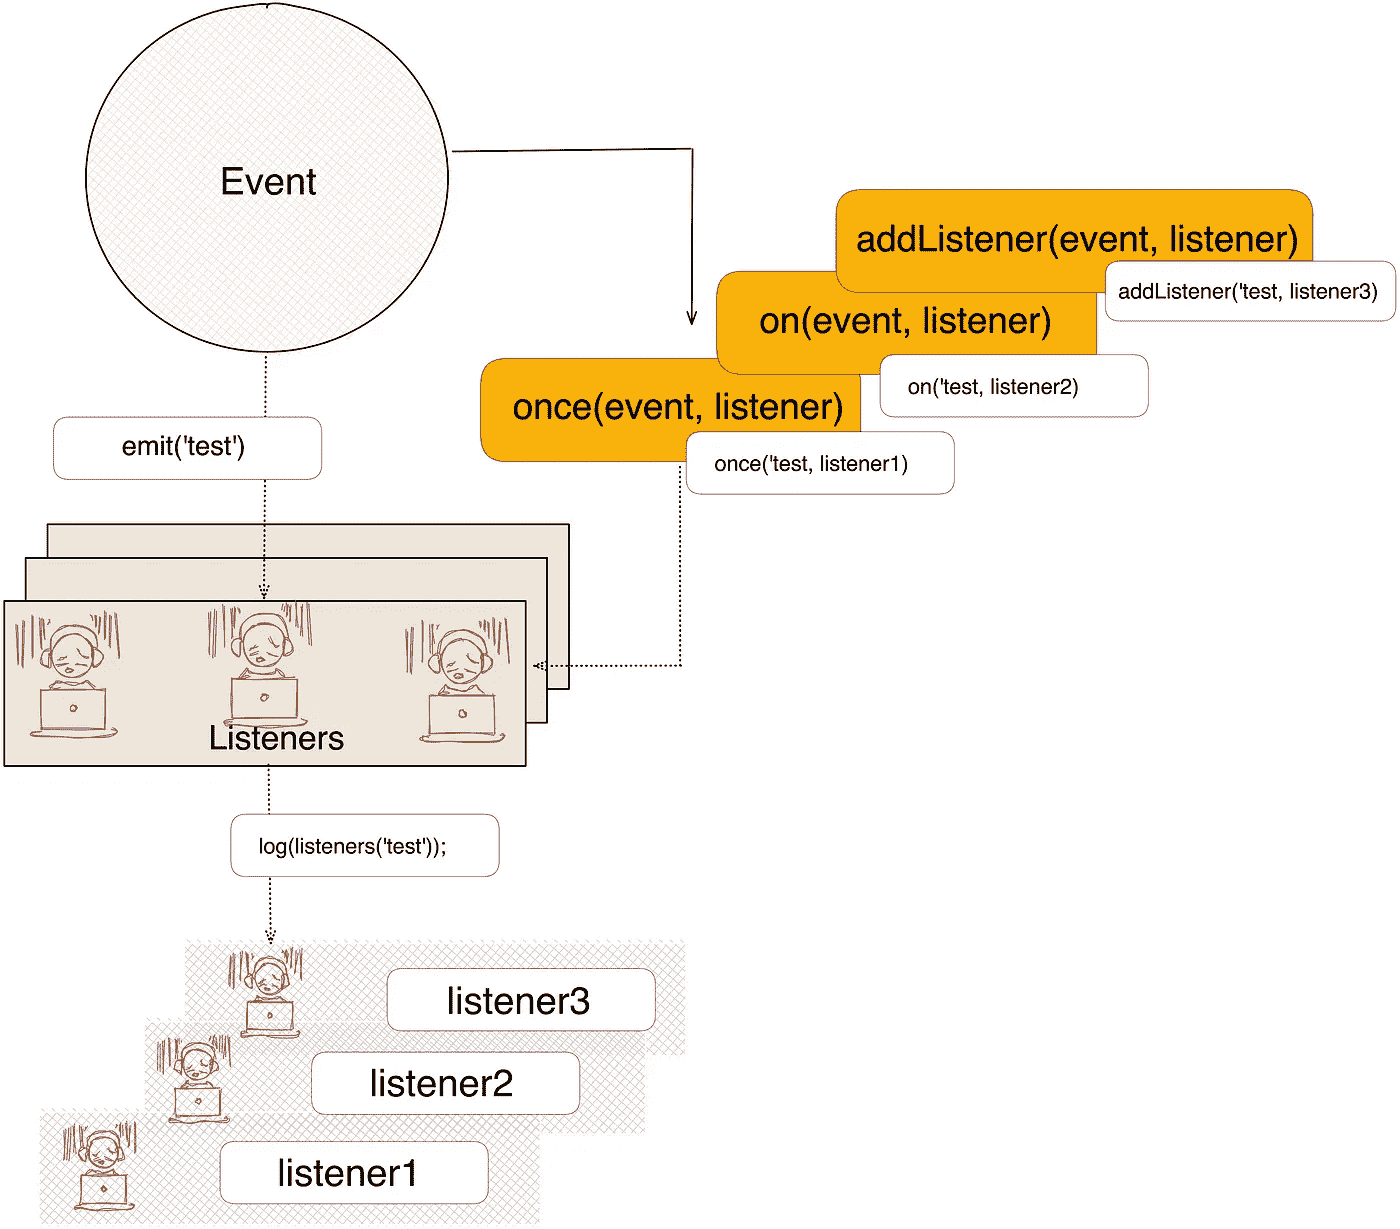 Event
addListener(event, listener)
addListener('test, listener3)
on(event, listener)
on('test, listener2)
once(event, listener)
once('test, listener1)
emit('test')
Listeners
log(listeners('test'));
listener3
listener2
listener1